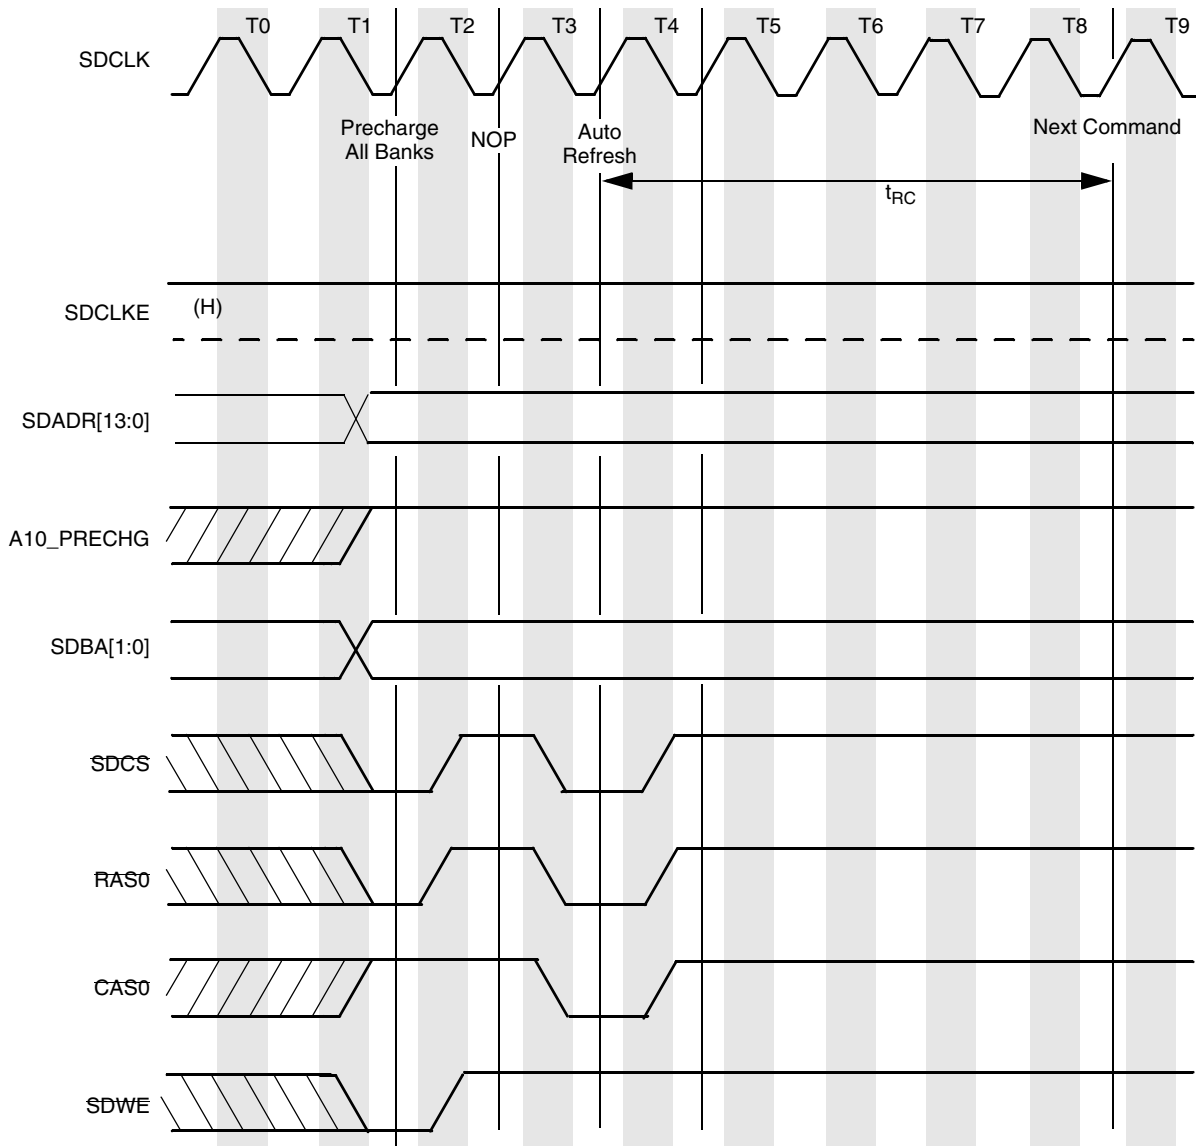 T0 T1 T2 T3 T4 T5 T6 T7 T8 T9
SDCLK
Precharge
All Banks
NOP
Auto
Refresh
Next Command
tRC
SDCLKE
(H)
SDADR[13:0]
A10_PRECHG
SDBA[1:0]
SDCS
RAS0
CAS0
SDWE